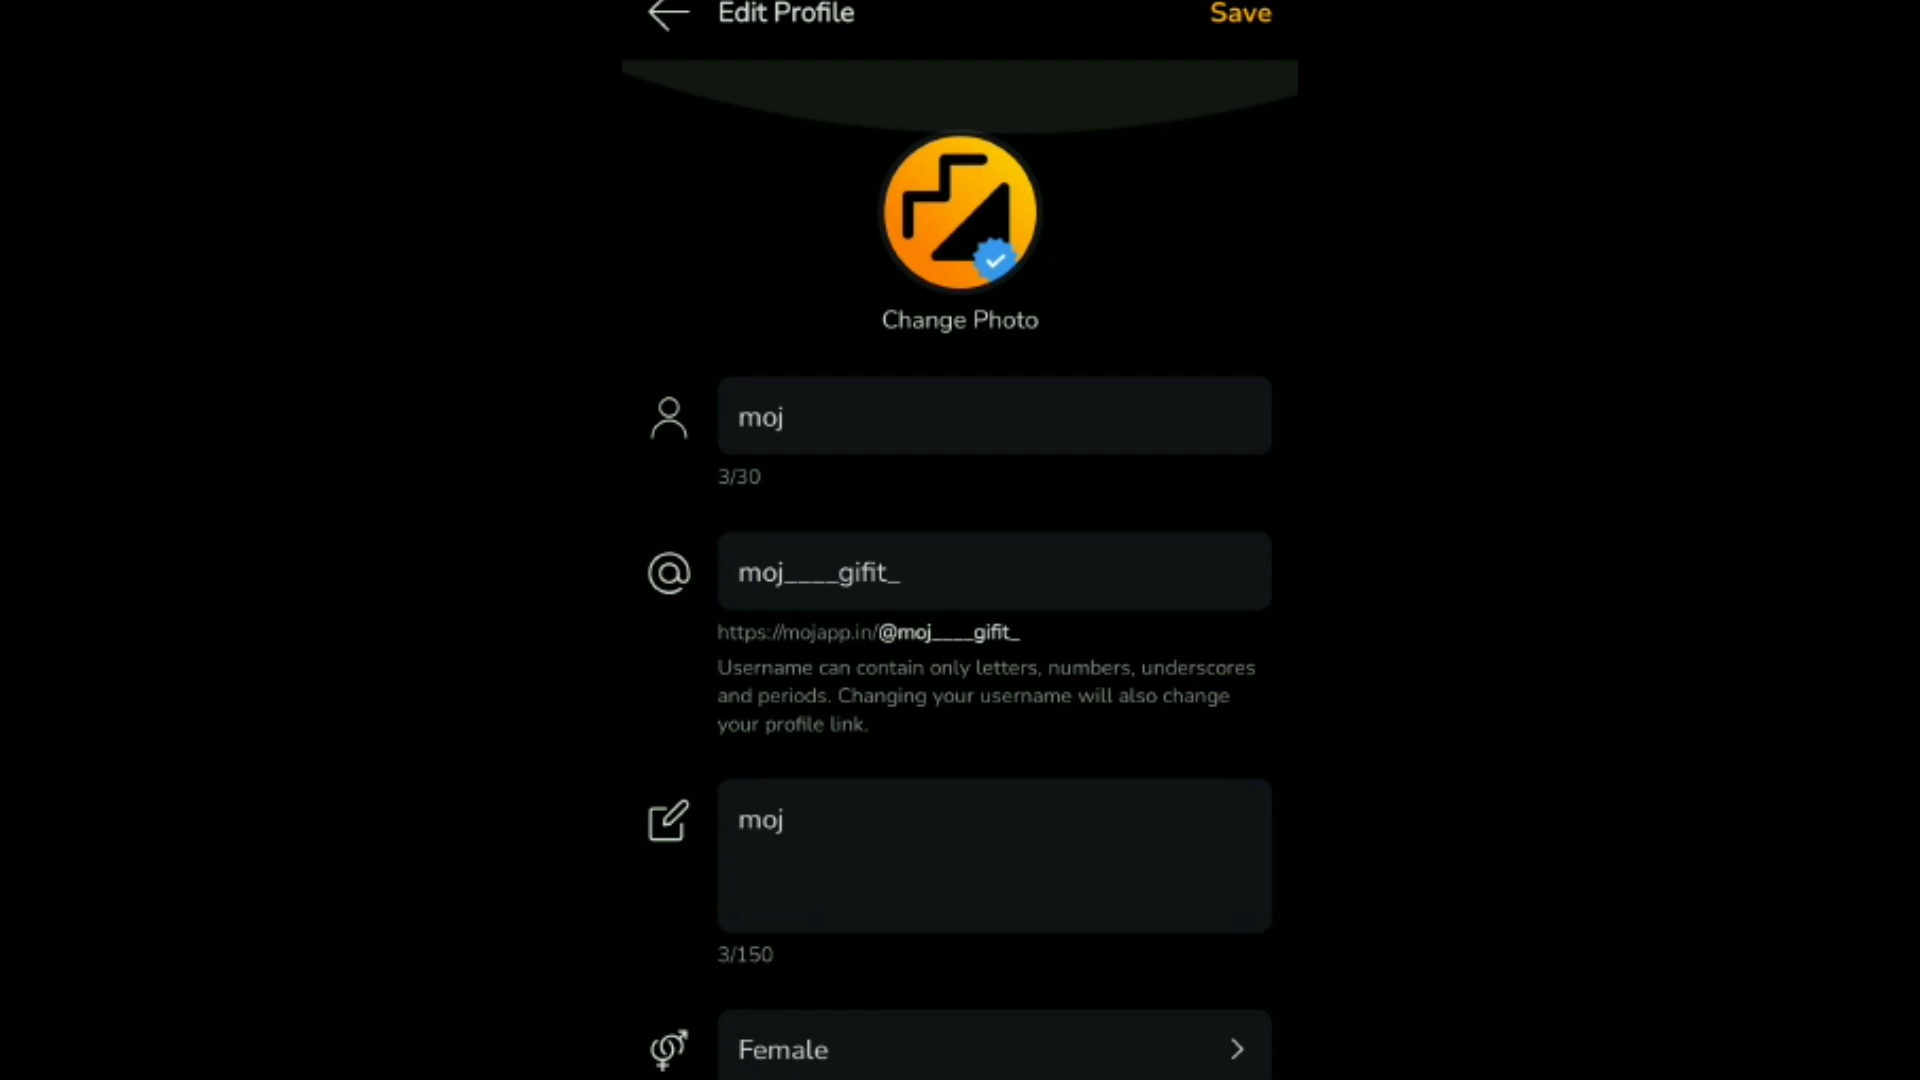 Edit Profile
Save
Change Photo
moj
3/30
moj____gifit_
https://mojapp.in/@moj____gifit_
Username can contain only letters, numbers, underscores
and periods. Changing your username will also change
your profile link.
moj
3/150
Female